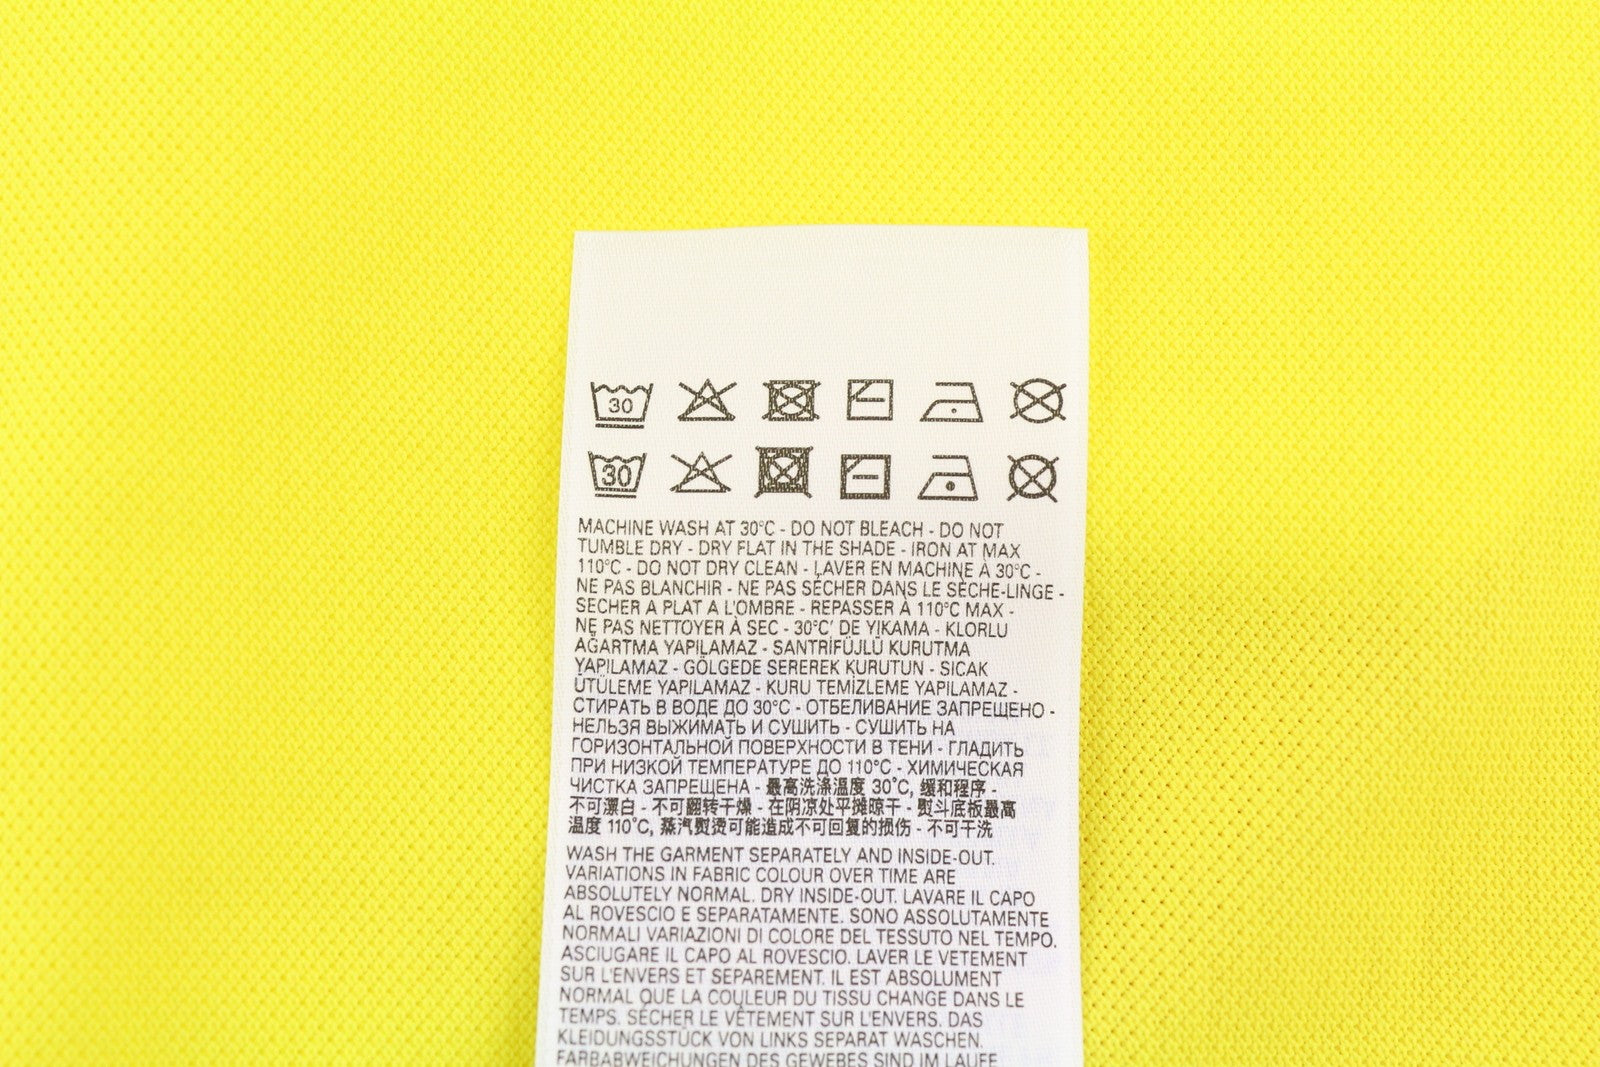 30
30
MACHINE WASH AT 30°C - DO NOT BLEACH - DO NOT
TUMBLE DRY - DRY FLAT IN THE SHADE - IRON AT MAX
110°C - DO NOT DRY CLEAN - LAVER EN MACHINE À 30°C -
NE PAS BLANCHIR - NE PAS SÉCHER DANS LE SÈCHE-LINGE -
SECHER A PLAT A L'OMBRE - REPASSER À 110°C MAX -
NE PAS NETTOYER À SEC - 30°C' DE YIKAMA - KLORLU
AĞARTMA YAPILAMAZ - SANTRİFÜJLÜ KURUTMA
YAPILAMAZ - GÖLGEDE SEREREK KURUTUN - SICAK
ÜTÜLEME YAPILAMAZ - KURU TEMİZLEME YAPILAMAZ -
СТИРАТЬ В ВОДЕ ДО 30°C - ОТБЕЛИВАНИЕ ЗАПРЕЩЕНО -
НЕЛЬЗЯ ВЫЖИМАТЬ И СУШИТЬ - СУШИТЬ НА
ГОРИЗОНТАЛЬНОЙ ПОВЕРХНОСТИ В ТЕНИ - ГЛАДИТЬ
ПРИ НИЗКОЙ ТЕМПЕРАТУРЕ ДО 110°C - ХИМИЧЕСКАЯ
ЧИСТКА ЗАПРЕЩЕНА - 最高洗涤温度 30°C, 缓和程序 -
不可漂白 - 不可翻转干燥 - 在阴凉处平摊晾干 - 熨斗底板最高
温度 110°C, 蒸汽熨烫可能造成不可回复的损伤 - 不可干洗
WASH THE GARMENT SEPARATELY AND INSIDE-OUT.
VARIATIONS IN FABRIC COLOUR OVER TIME ARE
ABSOLUTELY NORMAL. DRY INSIDE-OUT. LAVARE IL CAPO
AL ROVESCIO E SEPARATAMENTE. SONO ASSOLUTAMENTE
NORMALI VARIAZIONI DI COLORE DEL TESSUTO NEL TEMPO.
ASCIUGARE IL CAPO AL ROVESCIO. LAVER LE VETEMENT
SUR L'ENVERS ET SEPAREMENT. IL EST ABSOLUMENT
NORMAL QUE LA COULEUR DU TISSU CHANGE DANS LE
TEMPS. SÉCHER LE VÊTEMENT SUR L'ENVERS. DAS
KLEIDUNGSSTÜCK VON LINKS SEPARAT WASCHEN.
FARBABWEICHUNGEN DES GEWEBES SIND IM LAUFE